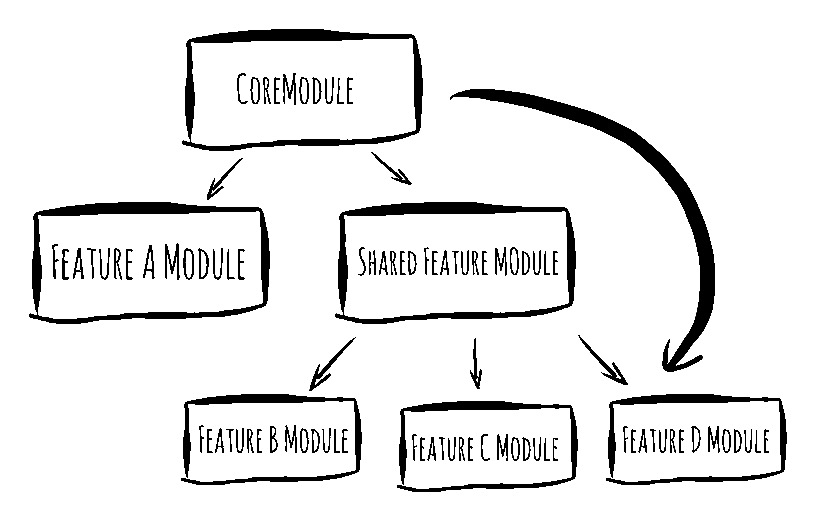 CoreModule
Feature A Module
Shared Feature MOdule
Feature B Module
Feature C Module
Feature D Module